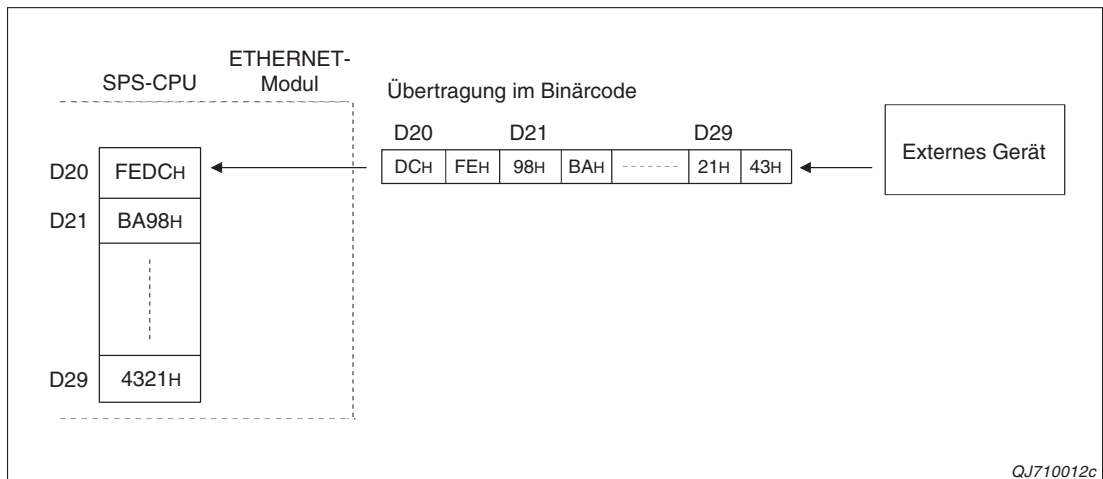 ETHERNET-
SPS-CPU Modul
Übertragung im Binärcode
D20 D21 D29
DCH FEH 98H BAH 21H 43H
Externes Gerät
D20 FEDCH
D21 BA98H
D29 4321H
QJ710012c